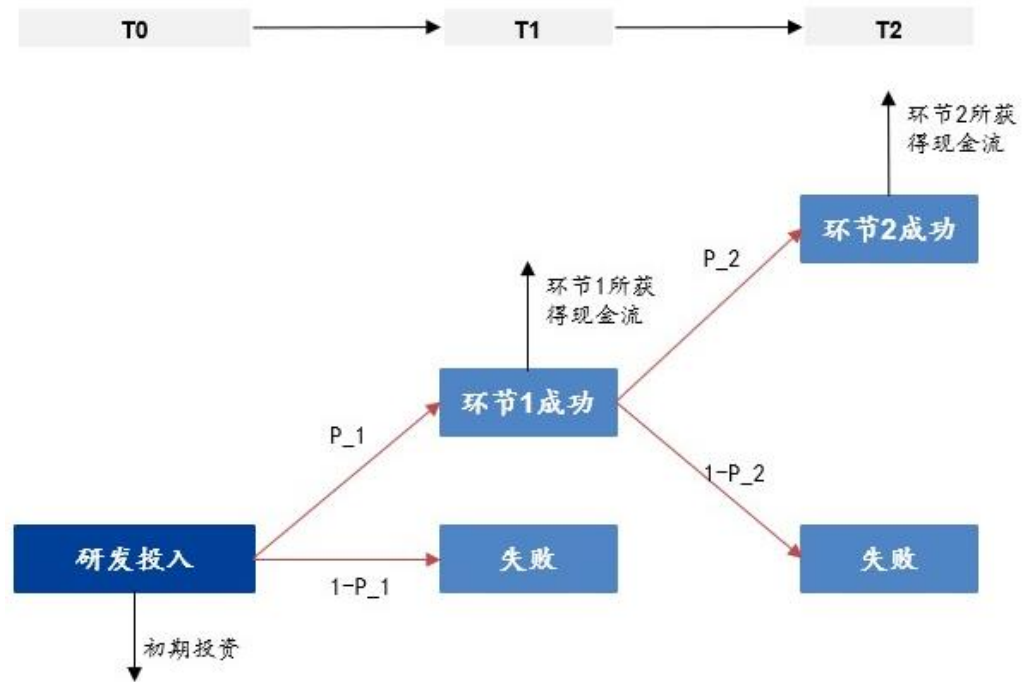 T0
T1
T2
环节2所获
得现金流
环节2成功
P_2
环节1所获
得现金流
环节1成功
P_1
1-P_2
研发投入
失败
失败
1-P_1
初期投资